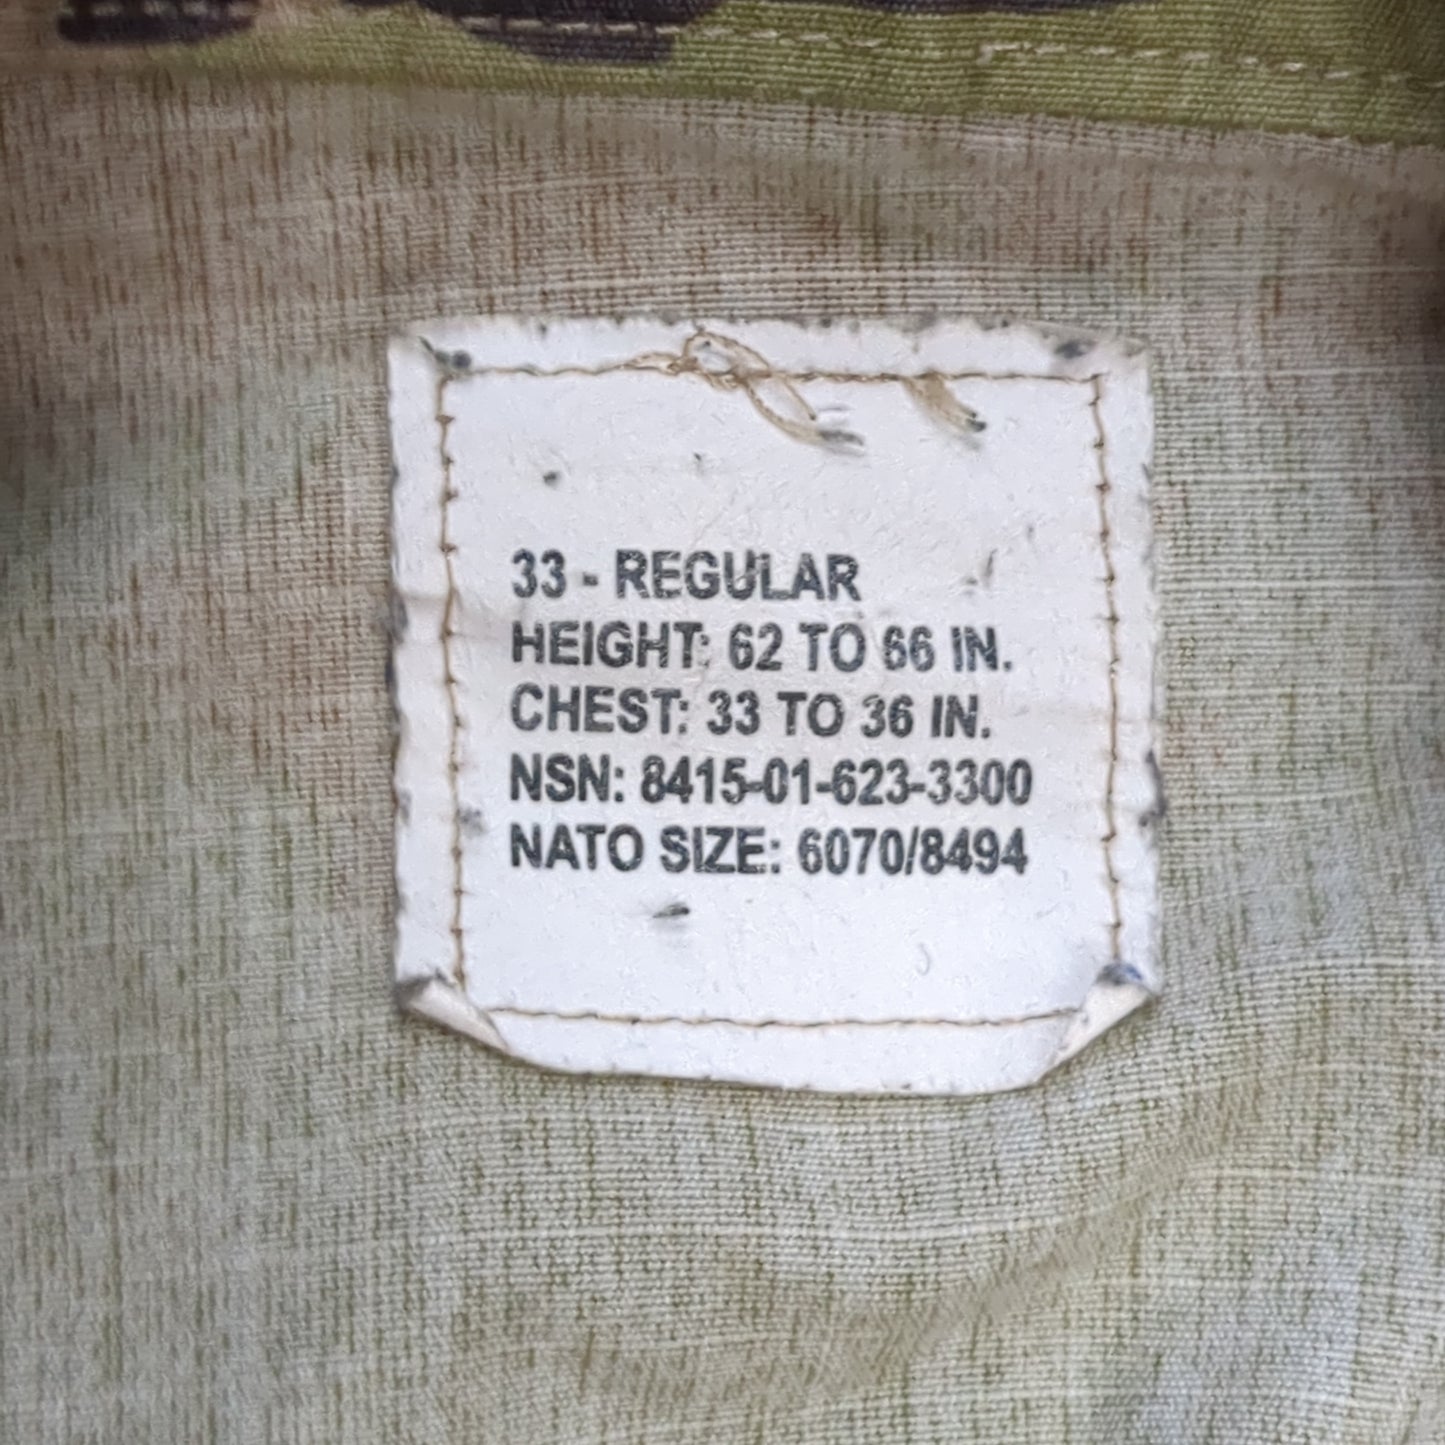 33 - REGULAR
HEIGHT: 62 TO 66 IN.
CHEST: 33 TO 36 IN.
NSN: 8415-01-623-3300
NATO SIZE: 6070/8494